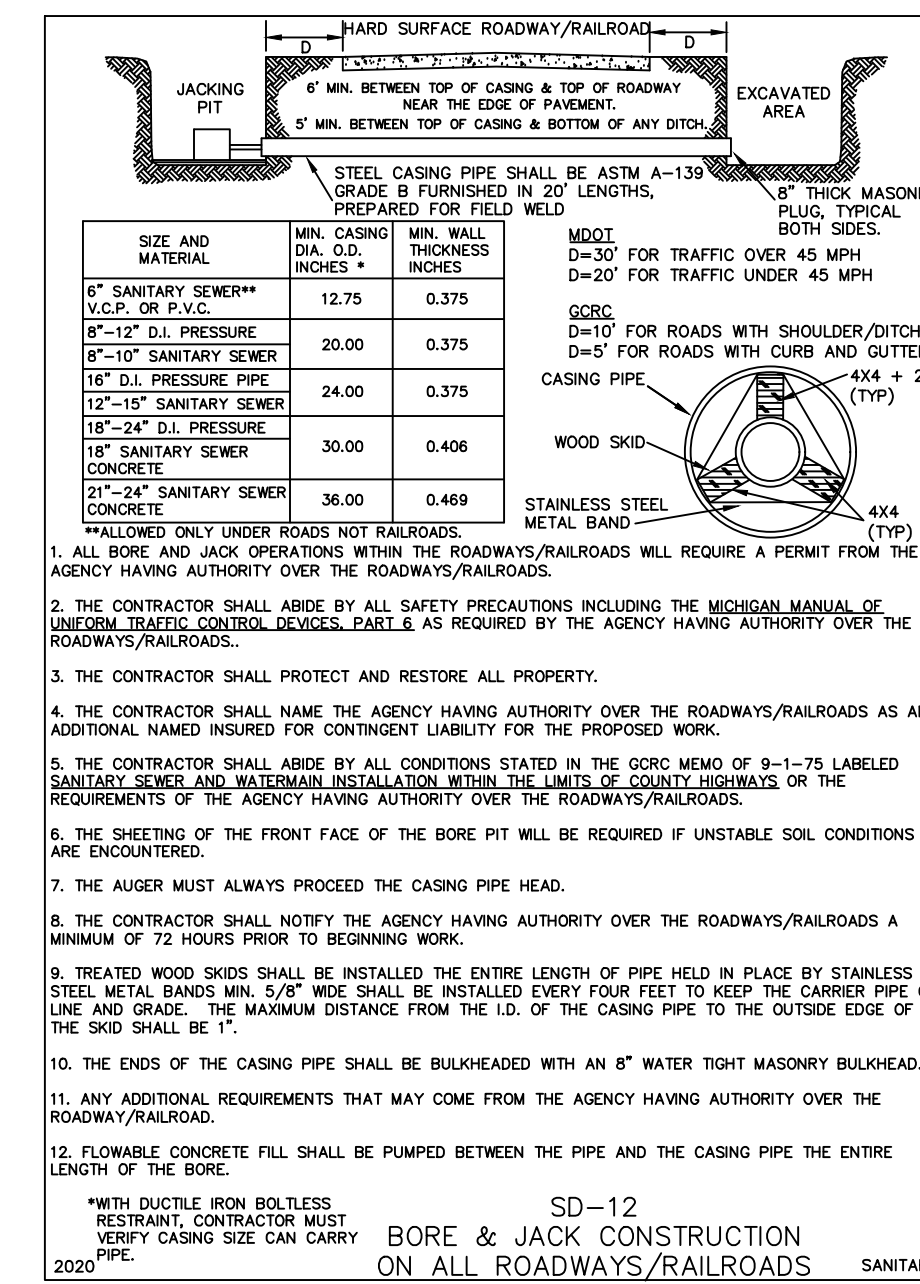 HARD SURFACE ROADWAY/RAILROAD
D
D
JACKING
PIT
6' MIN. BETWEEN TOP OF CASING & TOP OF ROADWAY
NEAR THE EDGE OF PAVEMENT.
5' MIN. BETWEEN TOP OF CASING & BOTTOM OF ANY DITCH.
EXCAVATED
AREA
STEEL CASING PIPE SHALL BE ASTM A-139
GRADE B FURNISHED IN 20' LENGTHS,
PREPARED FOR FIELD WELD
8" THICK
PLUG, TYPICAL
BOTH SIDES.
SIZE AND
MATERIAL
MIN. CASING
DIA. O.D.
INCHES *
MIN. WALL
THICKNESS
INCHES
6" SANITARY SEWER**
V.C.P. OR P.V.C.
12.75
0.375
8"-12" D.I. PRESSURE
8"-10" SANITARY SEWER
20.00
0.375
16" D.I. PRESSURE PIPE
12"-15" SANITARY SEWER
24.00
0.375
18"-24" D.I. PRESSURE
18" SANITARY SEWER
CONCRETE
30.00
0.406
21"-24" SANITARY SEWER
CONCRETE
36.00
0.469
**ALLOWED ONLY UNDER ROADS NOT RAILROADS.
MDOT
D=30' FOR TRAFFIC OVER 45 MPH
D=20' FOR TRAFFIC UNDER 45 MPH
GCRC
D=10' FOR ROADS WITH SHOULDER/DITCH
D=5' FOR ROADS WITH CURB AND
CASING PIPE
4X4 + 2
(TYP)
WOOD SKID
STAINLESS STEEL
METAL BAND
4X4
(TYP)
1. ALL BORE AND JACK OPERATIONS WITHIN THE ROADWAYS/RAILROADS WILL REQUIRE A PERMIT FROM THE
AGENCY HAVING AUTHORITY OVER THE ROADWAYS/RAILROADS.
2. THE CONTRACTOR SHALL ABIDE BY ALL SAFETY PRECAUTIONS INCLUDING THE MICHIGAN MANUAL OF
UNIFORM TRAFFIC CONTROL DEVICES, PART 6 AS REQUIRED BY THE AGENCY HAVING AUTHORITY OVER THE
ROADWAYS/RAILROADS..
3. THE CONTRACTOR SHALL PROTECT AND RESTORE ALL PROPERTY.
4. THE CONTRACTOR SHALL NAME THE AGENCY HAVING AUTHORITY OVER THE ROADWAYS/RAILROADS AS
ADDITIONAL NAMED INSURED FOR CONTINGENT LIABILITY FOR THE PROPOSED WORK.
5. THE CONTRACTOR SHALL ABIDE BY ALL CONDITIONS STATED IN THE GCRC MEMO OF 9-1-75 LABELED
SANITARY SEWER AND WATERMAIN INSTALLATION WITHIN THE LIMITS OF COUNTY HIGHWAYS OR THE
REQUIREMENTS OF THE AGENCY HAVING AUTHORITY OVER THE ROADWAYS/RAILROADS.
6. THE SHEETING OF THE FRONT FACE OF THE BORE PIT WILL BE REQUIRED IF UNSTABLE SOIL CONDITIONS
ARE ENCOUNTERED.
7. THE AUGER MUST ALWAYS PROCEED THE CASING PIPE HEAD.
8. THE CONTRACTOR SHALL NOTIFY THE AGENCY HAVING AUTHORITY OVER THE ROADWAYS/RAILROADS A
MINIMUM OF 72 HOURS PRIOR TO BEGINNING WORK.
9. TREATED WOOD SKIDS SHALL BE INSTALLED THE ENTIRE LENGTH OF PIPE HELD IN PLACE BY STAINLESS
STEEL METAL BANDS MIN. 5/8" WIDE SHALL BE INSTALLED EVERY FOUR FEET TO KEEP THE CARRIER PIPE
LINE AND GRADE. THE MAXIMUM DISTANCE FROM THE I.D. OF THE CASING PIPE TO THE OUTSIDE EDGE OF
THE SKID SHALL BE 1".
10. THE ENDS OF THE CASING PIPE SHALL BE BULKHEADED WITH AN 8" WATER TIGHT MASONRY BULKHEAD.
11. ANY ADDITIONAL REQUIREMENTS THAT MAY COME FROM THE AGENCY HAVING AUTHORITY OVER THE
ROADWAY/RAILROAD.
12. FLOWABLE CONCRETE FILL SHALL BE PUMPED BETWEEN THE PIPE AND THE CASING PIPE THE ENTIRE
LENGTH OF THE BORE.
*WITH DUCTILE IRON BOLTLESS
RESTRAINT, CONTRACTOR MUST
VERIFY CASING SIZE CAN CARRY
PIPE.
2020
SD-12
BORE & JACK CONSTRUCTION
ON ALL ROADWAYS/RAILROADS